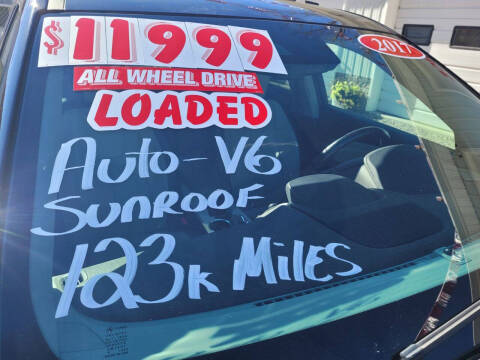 $11999
2017
ALL WHEEL DRIVE
LOADED
Auto-V6
SUNROOF
123K Miles